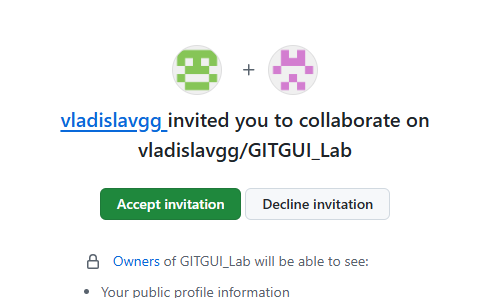 +
vladislavgg invited you to collaborate on
vladislavgg/GITGUI_Lab
Accept invitation Decline invitation
Owners of GITGUI_Lab will be able to see:
• Your public profile information